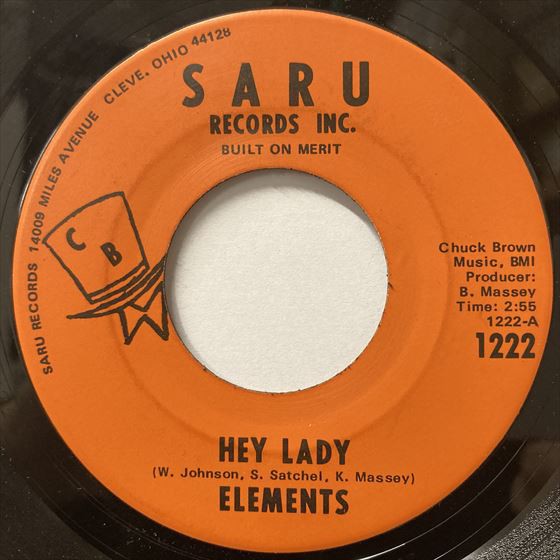 SARU RECORDS 14009 MILES AVENUE CLEVE. OHIO 44128
SARU
RECORDS INC.
BUILT ON MERIT
C B
Chuck Brown
Music, BMI
Producer:
B. Massey
Time: 2:55
1222-A
1222
HEY LADY
(W. Johnson, S. Satchel, K. Massey)
ELEMENTS